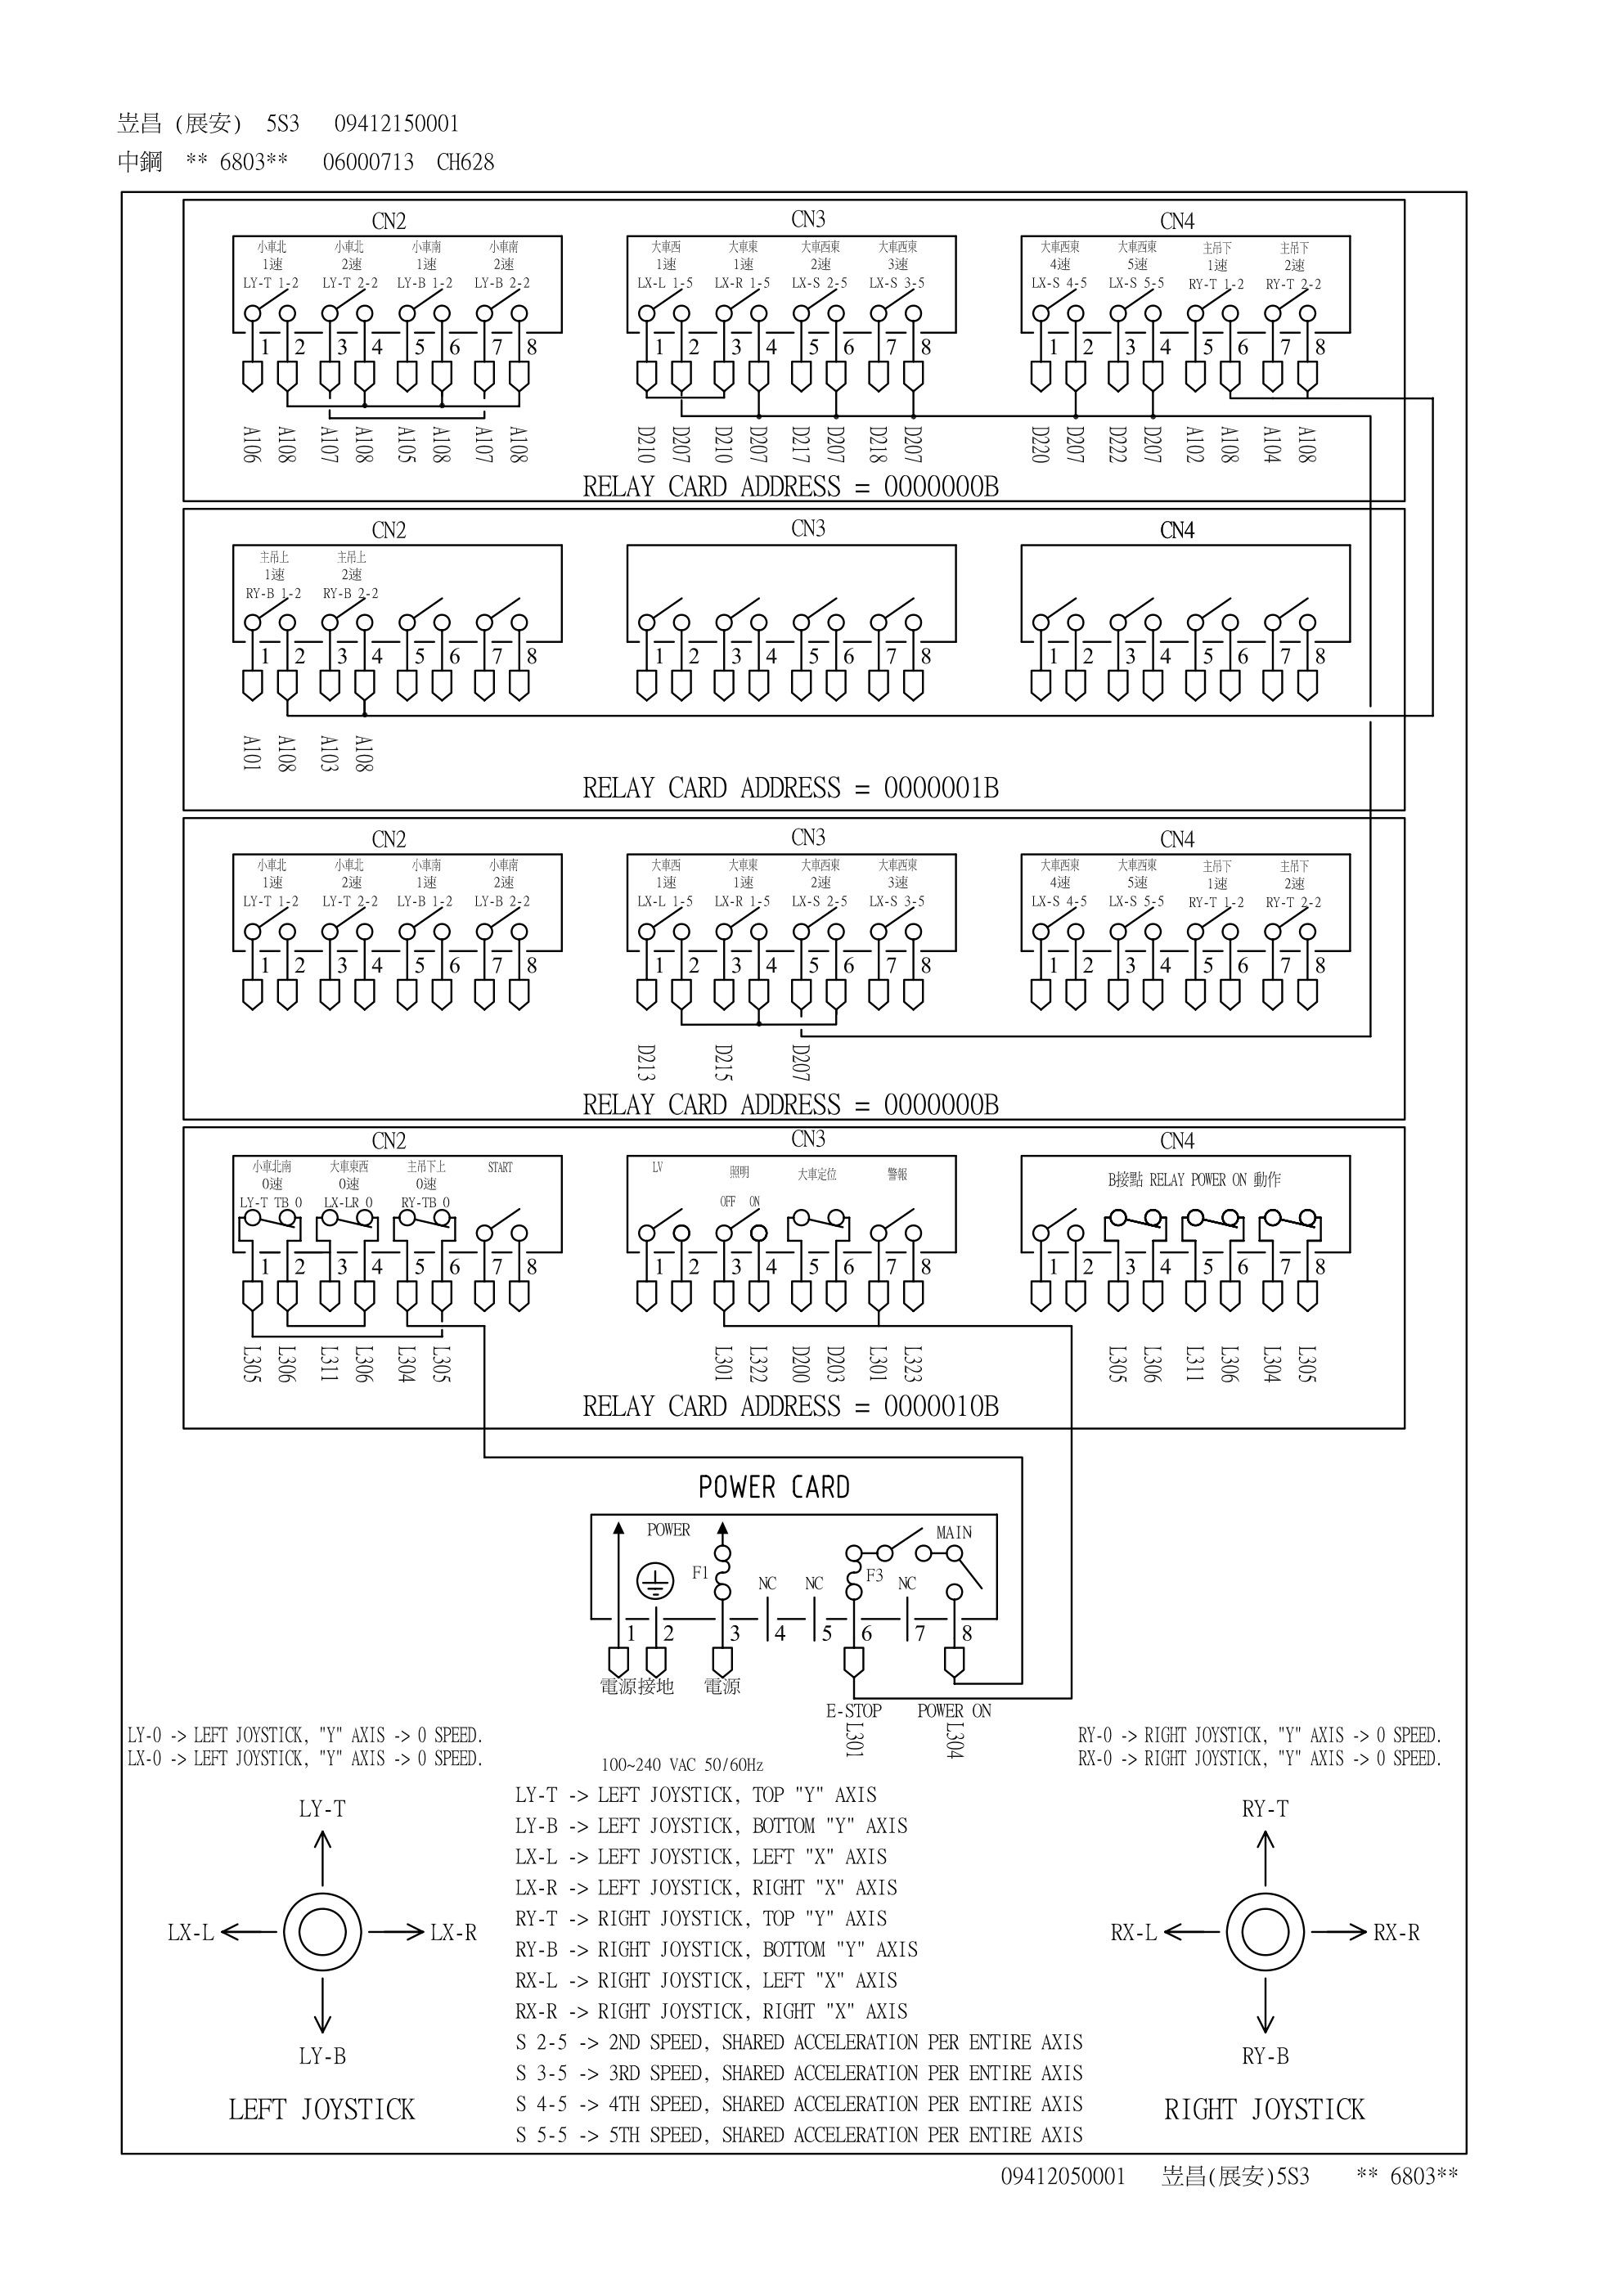 岦昌 (展安) 5S3 09412150001
中鋼 ** 6803** 06000713 CH628
CN2 CN3 CN4
小車北 小車北 小車南 小車南 大車西 大車東 大車西東 大車西東 大車西東 大車西東 主吊下 主吊下
1速 2速 1速 2速 1速 1速 2速 3速 4速 5速 1速 2速
LY-T 1-2 LY-T 2-2 LY-B 1-2 LY-B 2-2 LX-L 1-5 LX-R 1-5 LX-S 2-5 LX-S 3-5 LX-S 4-5 LX-S 5-5 RY-T 1-2 RY-T 2-2
1 2 3 4 5 6 7 8 1 2 3 4 5 6 7 8 1 2 3 4 5 6 7 8
A106 A108 A107 A108 A105 A108 A107 A108 D210 D207 D210 D207 D217 D207 D218 D207 D220 D207 D222 D207 A102 A108 A104 A108
RELAY CARD ADDRESS = 0000000B
CN2 CN3 CN4
主吊上 主吊上
1速 2速
RY-B 1-2 RY-B 2-2
1 2 3 4 5 6 7 8 1 2 3 4 5 6 7 8 1 2 3 4 5 6 7 8
A101 A108 A103 A108
RELAY CARD ADDRESS = 0000001B
CN2 CN3 CN4
小車北 小車北 小車南 小車南 大車西 大車東 大車西東 大車西東 大車西東 大車西東 主吊下 主吊下
1速 2速 1速 2速 1速 1速 2速 3速 4速 5速 1速 2速
LY-T 1-2 LY-T 2-2 LY-B 1-2 LY-B 2-2 LX-L 1-5 LX-R 1-5 LX-S 2-5 LX-S 3-5 LX-S 4-5 LX-S 5-5 RY-T 1-2 RY-T 2-2
1 2 3 4 5 6 7 8 1 2 3 4 5 6 7 8 1 2 3 4 5 6 7 8
D213 D215 D207
RELAY CARD ADDRESS = 0000000B
CN2 CN3 CN4
小車北南 大車東西 主吊下上 START LV 照明 大車定位 警報 B接點 RELAY POWER ON 動作
0速 0速 0速
LY-T TB 0 LX-LR 0 RY-TB 0 OFF ON
1 2 3 4 5 6 7 8 1 2 3 4 5 6 7 8 1 2 3 4 5 6 7 8
L305 L306 L311 L306 L304 L305 L301 L322 D200 D203 L301 L323 L305 L306 L311 L306 L304 L305
RELAY CARD ADDRESS = 0000010B
POWER CARD
POWER MAIN
F1 NC NC F3 NC
1 2 3 4 5 6 7 8
電源接地 電源
E-STOP POWER ON
L301 L304
LY-0 -> LEFT JOYSTICK, "Y" AXIS -> 0 SPEED.
LX-0 -> LEFT JOYSTICK, "Y" AXIS -> 0 SPEED.
RY-0 -> RIGHT JOYSTICK, "Y" AXIS -> 0 SPEED.
RX-0 -> RIGHT JOYSTICK, "Y" AXIS -> 0 SPEED.
100~240 VAC 50/60Hz
LY-T -> LEFT JOYSTICK, TOP "Y" AXIS
LY-B -> LEFT JOYSTICK, BOTTOM "Y" AXIS
LX-L -> LEFT JOYSTICK, LEFT "X" AXIS
LX-R -> LEFT JOYSTICK, RIGHT "X" AXIS
RY-T -> RIGHT JOYSTICK, TOP "Y" AXIS
RY-B -> RIGHT JOYSTICK, BOTTOM "Y" AXIS
RX-L -> RIGHT JOYSTICK, LEFT "X" AXIS
RX-R -> RIGHT JOYSTICK, RIGHT "X" AXIS
S 2-5 -> 2ND SPEED, SHARED ACCELERATION PER ENTIRE AXIS
S 3-5 -> 3RD SPEED, SHARED ACCELERATION PER ENTIRE AXIS
S 4-5 -> 4TH SPEED, SHARED ACCELERATION PER ENTIRE AXIS
S 5-5 -> 5TH SPEED, SHARED ACCELERATION PER ENTIRE AXIS
LY-T
LX-L LX-R
LY-B
LEFT JOYSTICK
RY-T
RX-L RX-R
RY-B
RIGHT JOYSTICK
09412050001 岦昌(展安)5S3 ** 6803**